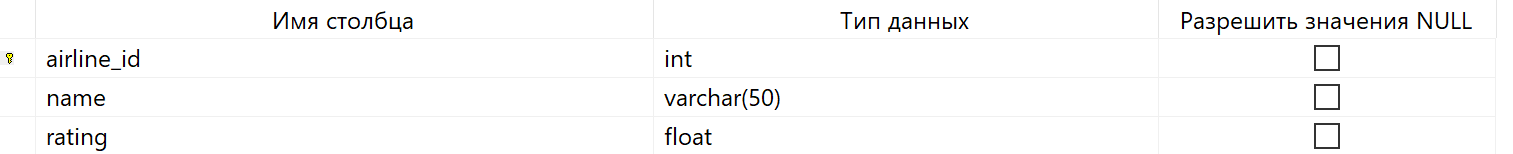 Имя столбца Тип данных Разрешить значения NULL
airline_id int
name varchar(50)
rating float